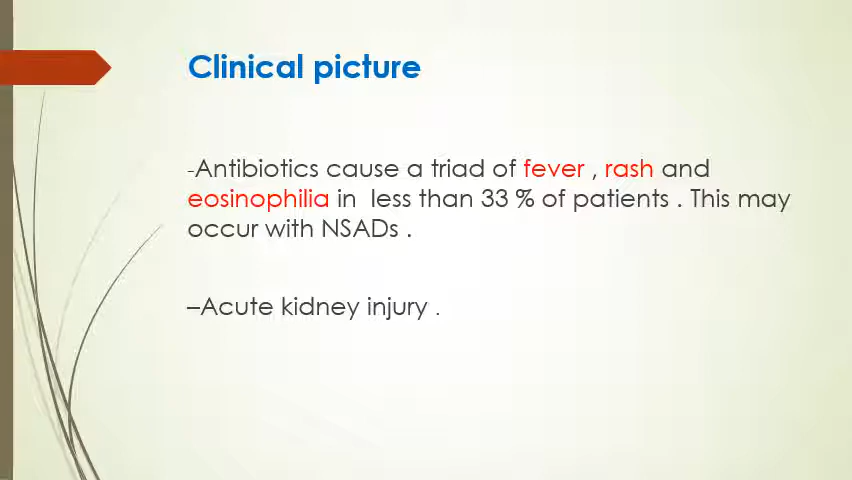 Clinical picture
-Antibiotics cause a triad of fever , rash and
eosinophilia in  less than 33 % of patients . This may
occur with NSADs .
–Acute kidney injury .